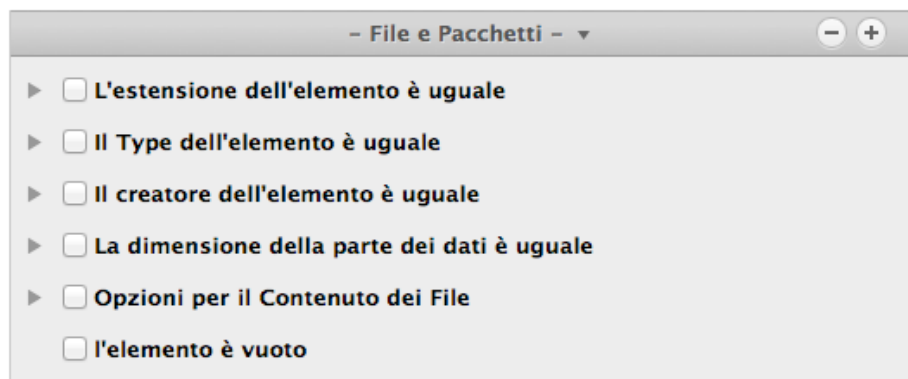 – File e Pacchetti –
L'estensione dell'elemento è uguale
Il Type dell'elemento è uguale
Il creatore dell'elemento è uguale
La dimensione della parte dei dati è uguale
Opzioni per il Contenuto dei File
l'elemento è vuoto